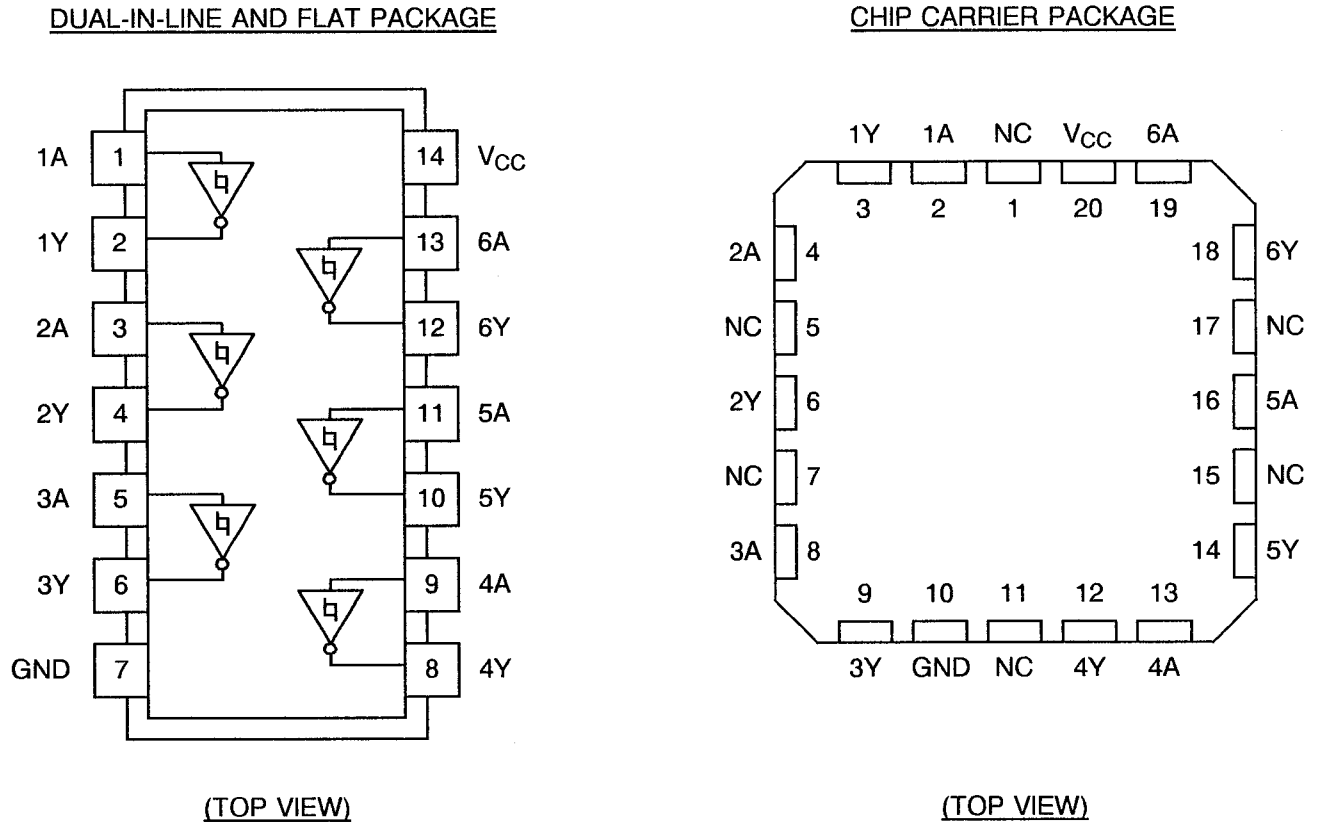 DUAL-IN-LINE AND FLAT PACKAGE
1A 1 14 VCC
1Y 2 13 6A
2A 3 12 6Y
2Y 4 11 5A
3A 5 10 5Y
3Y 6 9 4A
GND 7 8 4Y
(TOP VIEW)
CHIP CARRIER PACKAGE
1Y 1A NC VCC 6A
3 2 1 20 19
2A 4 18 6Y
NC 5 17 NC
2Y 6 16 5A
NC 7 15 NC
3A 8 14 5Y
9 10 11 12 13
3Y GND NC 4Y 4A
(TOP VIEW)